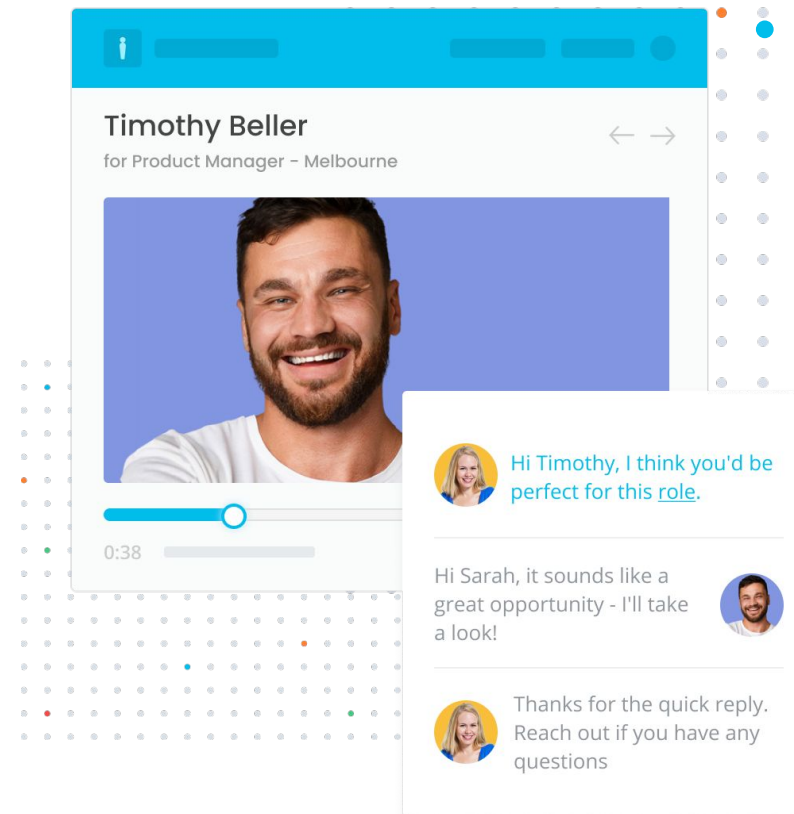 Timothy Beller
for Product Manager - Melbourne
0:38
Hi Timothy, I think you'd be
perfect for this role.
Hi Sarah, it sounds like a
great opportunity - I'll take
a look!
Thanks for the quick reply.
Reach out if you have any
questions